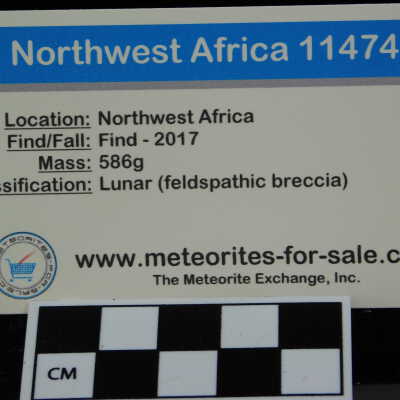 Northwest Africa 11474
Location: Northwest Africa
Find/Fall: Find - 2017
Mass: 586g
ssification: Lunar (feldspathic breccia)
www.meteorites-for-sale.c
The Meteorite Exchange, Inc.
CM